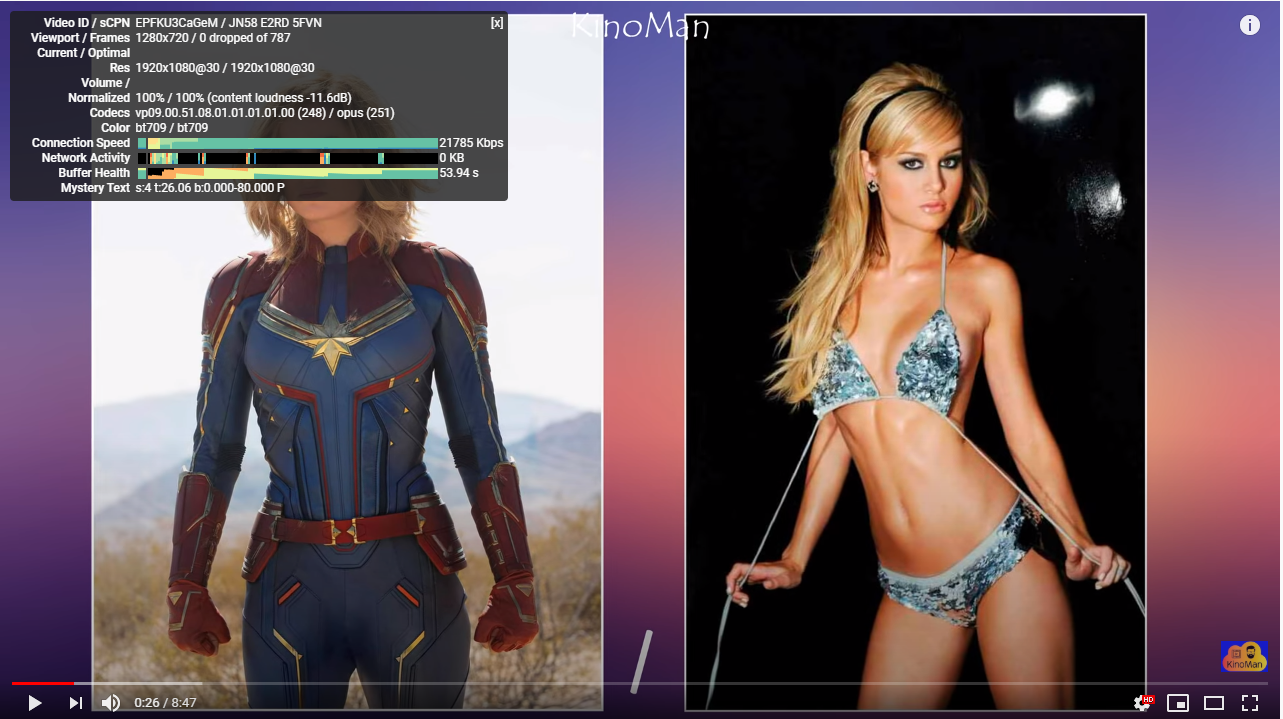 Video ID / sCPN EPFKU3CaGeM / JN58 E2RD 5FVN [x]
Viewport / Frames 1280x720 / 0 dropped of 787
Current / Optimal
Res 1920x1080@30 / 1920x1080@30
Volume /
Normalized 100% / 100% (content loudness -11.6dB)
Codecs vp09.00.51.08.01.01.01.01.00 (248) / opus (251)
Color bt709 / bt709
Connection Speed 21785 Kbps
Network Activity 0 KB
Buffer Health 53.94 s
Mystery Text s:4 t:26.06 b:0.000-80.000 P
KinoMan
KinoMan
0:26 / 8:47
HD